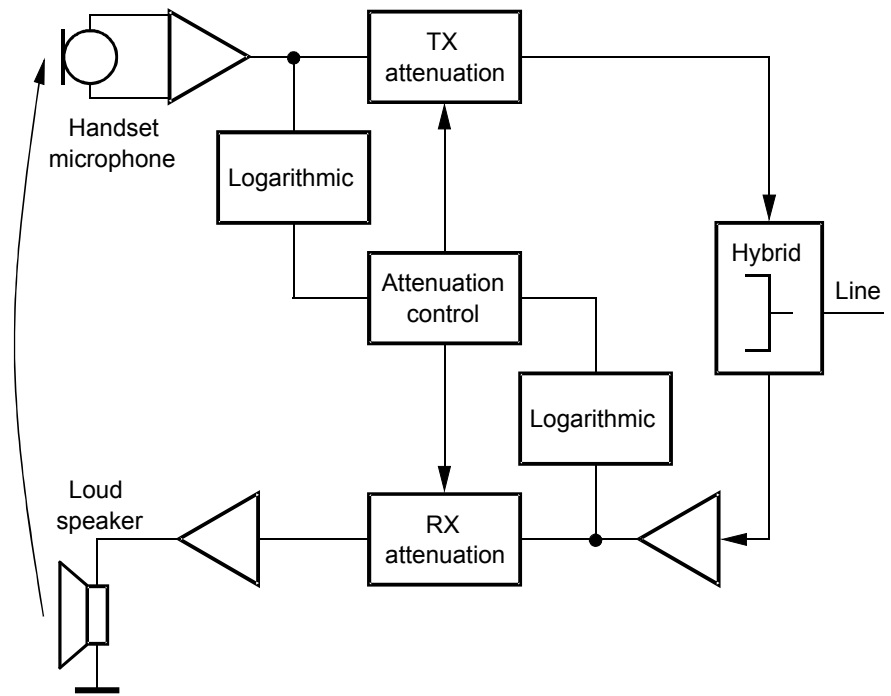 TX
attenuation
Handset
microphone
Logarithmic
Hybrid
Attenuation
control
Line
Logarithmic
Loud
speaker
RX
attenuation